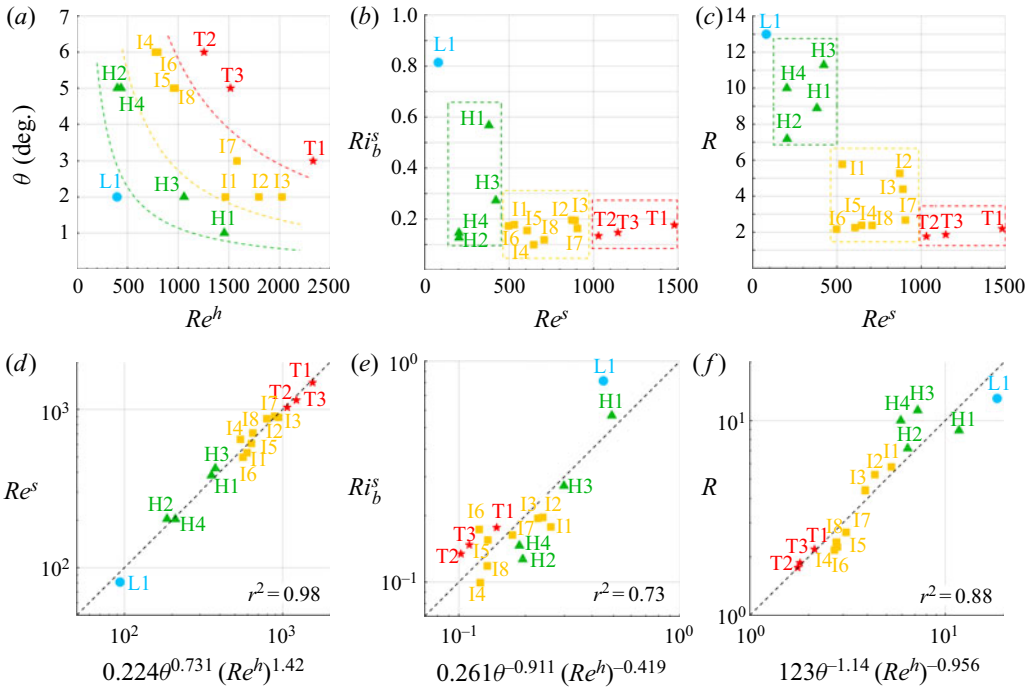 (a)
7
6
5
4
3
2
1
0
θ (deg.)
I4
T2
I6
H2
I5
T3
H4
I8
I7
T1
L1
H3
I1
I2
I3
H1
0 500 1000 1500 2000 2500
Re^h
(b)
1.0
0.8
0.6
0.4
0.2
Ri_b^s
L1
H1
H3
H4
H2
I1
I5
I2
I3
I6
I4
I8
I7
T2
T3
T1
0 500 1000 1500
Re^s
(c)
14
12
10
8
6
4
2
R
L1
H3
H4
H1
H2
I1
I2
I3
I5
I4
I7
I6
I8
T2
T3
T1
0 500 1000 1500
Re^s
(d)
10^3
10^2
Re^s
T1
T2
T3
I7
I8
I3
I4
I2
I5
I1
I6
H3
H1
H2
H4
L1
r^2 = 0.98
10^2 10^3
0.224θ^0.731 (Re^h)^1.42
(e)
10^0
10^-1
Ri_b^s
L1
H1
H3
I6
T1
I3
I2
I1
T3
I7
T2
I5
H4
I8
H2
I4
r^2 = 0.73
10^-1 10^0
0.261θ^-0.911 (Re^h)^-0.419
(f)
10^1
10^0
R
L1
H3
H4
H1
H2
I1
I2
I3
I7
I8
T1
T3
I5
T2
I4
I6
r^2 = 0.88
10^0 10^1
123θ^-1.14 (Re^h)^-0.956